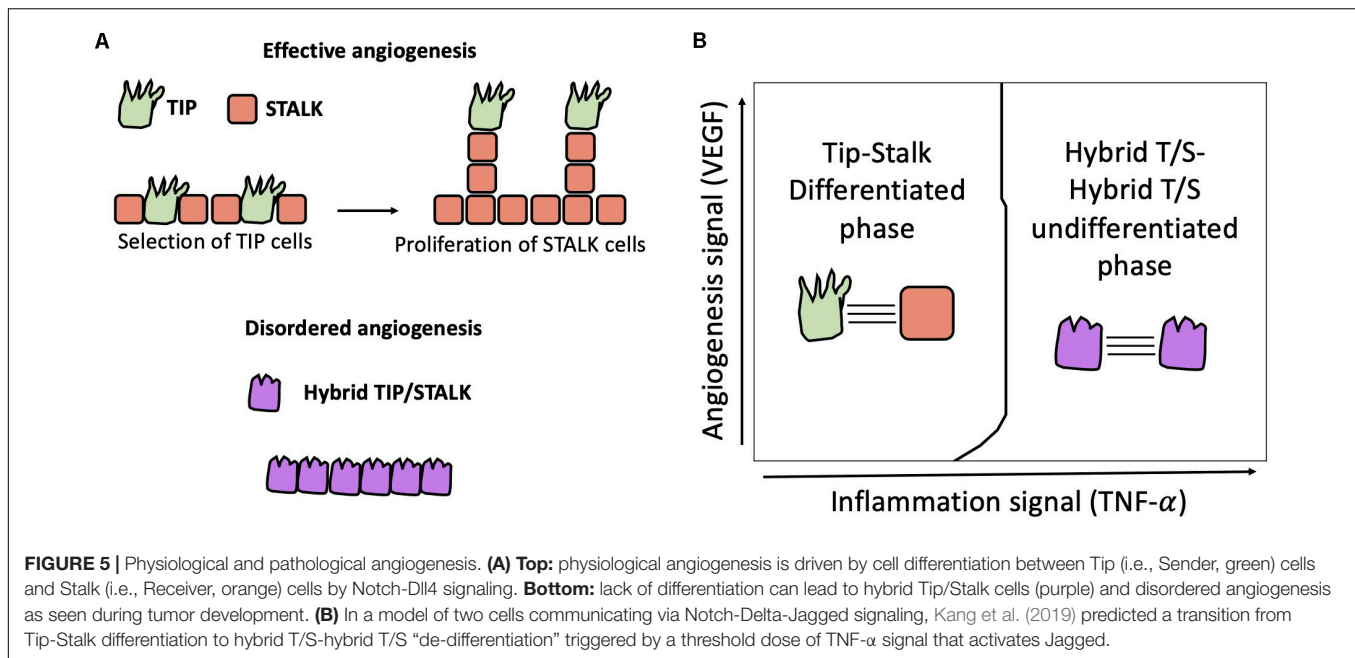 A
Effective angiogenesis
TIP
STALK
Selection of TIP cells
Proliferation of STALK cells
Disordered angiogenesis
Hybrid TIP/STALK
B
Angiogenesis signal (VEGF)
Tip-Stalk
Differentiated
phase
Hybrid T/S-
Hybrid T/S
undifferentiated
phase
Inflammation signal (TNF-α)
FIGURE 5 | Physiological and pathological angiogenesis. (A) Top: physiological angiogenesis is driven by cell differentiation between Tip (i.e., Sender, green) cells
and Stalk (i.e., Receiver, orange) cells by Notch-Dll4 signaling. Bottom: lack of differentiation can lead to hybrid Tip/Stalk cells (purple) and disordered angiogenesis
as seen during tumor development. (B) In a model of two cells communicating via Notch-Delta-Jagged signaling, Kang et al. (2019) predicted a transition from
Tip-Stalk differentiation to hybrid T/S-hybrid T/S “de-differentiation” triggered by a threshold dose of TNF-α signal that activates Jagged.